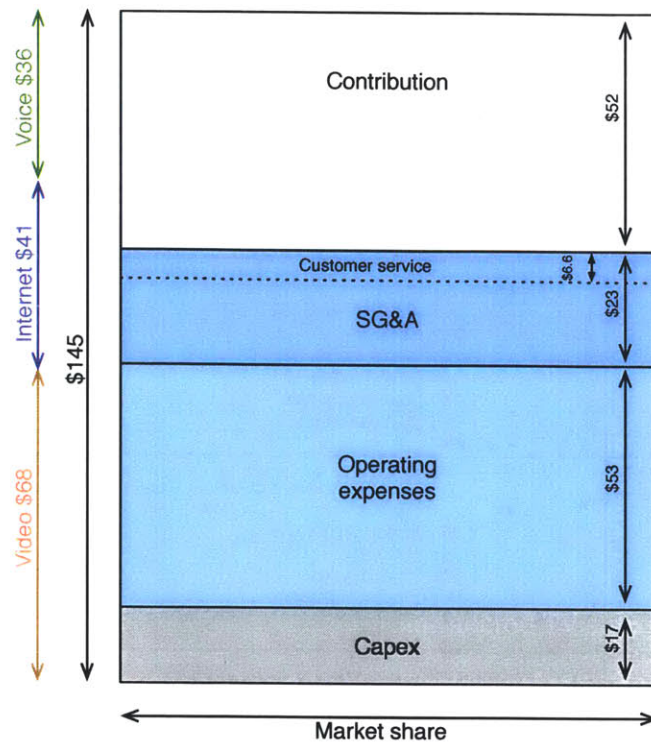 Voice $36
Internet $41
Video $68
$145
Contribution
$52
Customer service
$6.6
SG&A
$23
Operating
expenses
$53
Capex
$17
Market share